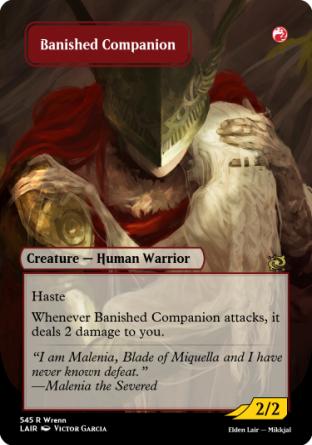 Banished Companion
Creature — Human Warrior
Haste
Whenever Banished Companion attacks, it
deals 2 damage to you.
“I am Malenia, Blade of Miquella and I have
never known defeat.”
—Malenia the Severed
2/2
545 R Wrenn
LAIR VICTOR GARCIA
Elden Lair — Mikkjal